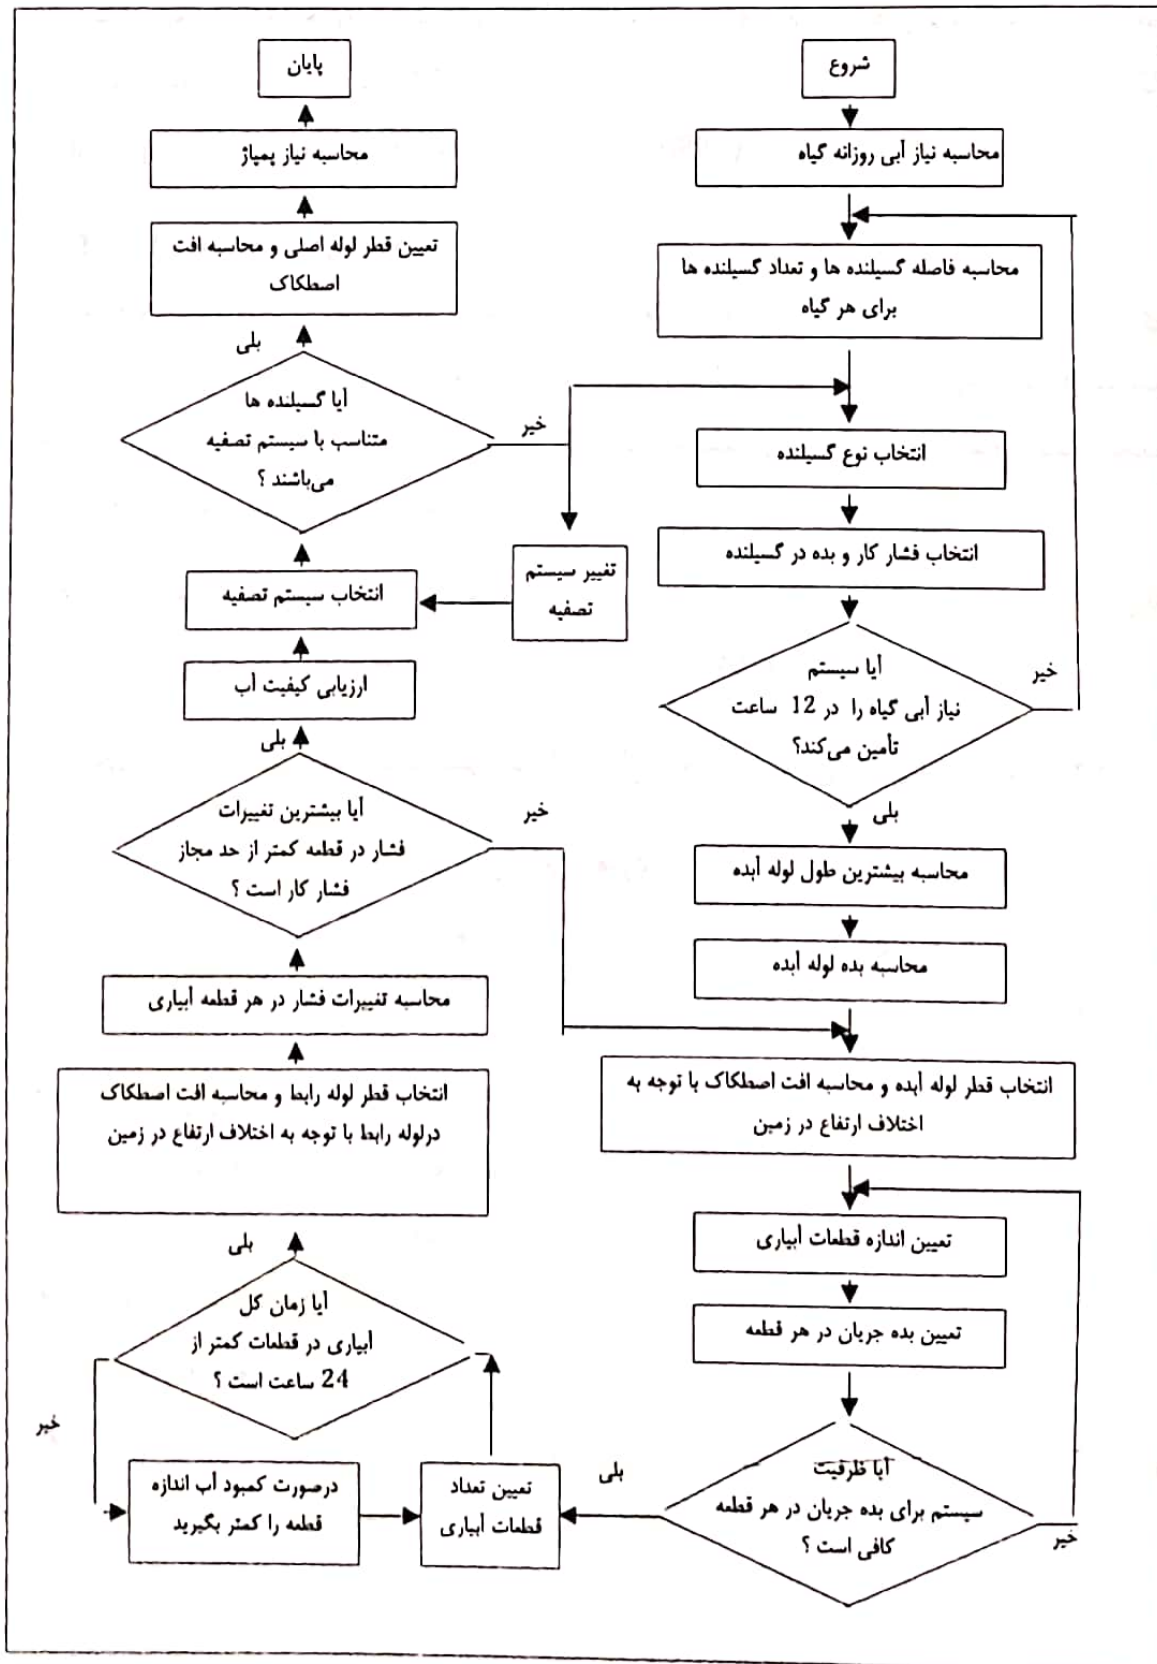 شروع
محاسبه نیاز آبی روزانه گیاه
محاسبه فاصله گسیلنده ها و تعداد گسیلنده ها
برای هر گیاه
انتخاب نوع گسیلنده
انتخاب فشار کار و بده در گسیلنده
آیا سیستم
نیاز آبی گیاه را در 12 ساعت
تأمین می‌کند؟
خیر
بلی
محاسبه بیشترین طول لوله آبده
محاسبه بده لوله آبده
انتخاب قطر لوله آبده و محاسبه افت اصطکاک با توجه به
اختلاف ارتفاع در زمین
تعیین اندازه قطعات آبیاری
تعیین بده جریان در هر قطعه
آیا ظرفیت
سیستم برای بده جریان در هر قطعه
کافی است ؟
خیر
بلی
تعیین تعداد
قطعات آبیاری
درصورت کمبود آب اندازه
قطعه را کمتر بگیرید
آیا زمان کل
آبیاری در قطعات کمتر از
24 ساعت است ؟
خیر
بلی
انتخاب قطر لوله رابط و محاسبه افت اصطکاک
درلوله رابط با توجه به اختلاف ارتفاع در زمین
محاسبه تغییرات فشار در هر قطعه آبیاری
آیا بیشترین تغییرات
فشار در قطعه کمتر از حد مجاز
فشار کار است ؟
خیر
بلی
ارزیابی کیفیت آب
انتخاب سیستم تصفیه
تغییر سیستم
تصفیه
آیا گسیلنده ها
متناسب با سیستم تصفیه
می‌باشند ؟
خیر
بلی
تعیین قطر لوله اصلی و محاسبه افت
اصطکاک
محاسبه نیاز پمپاژ
پایان